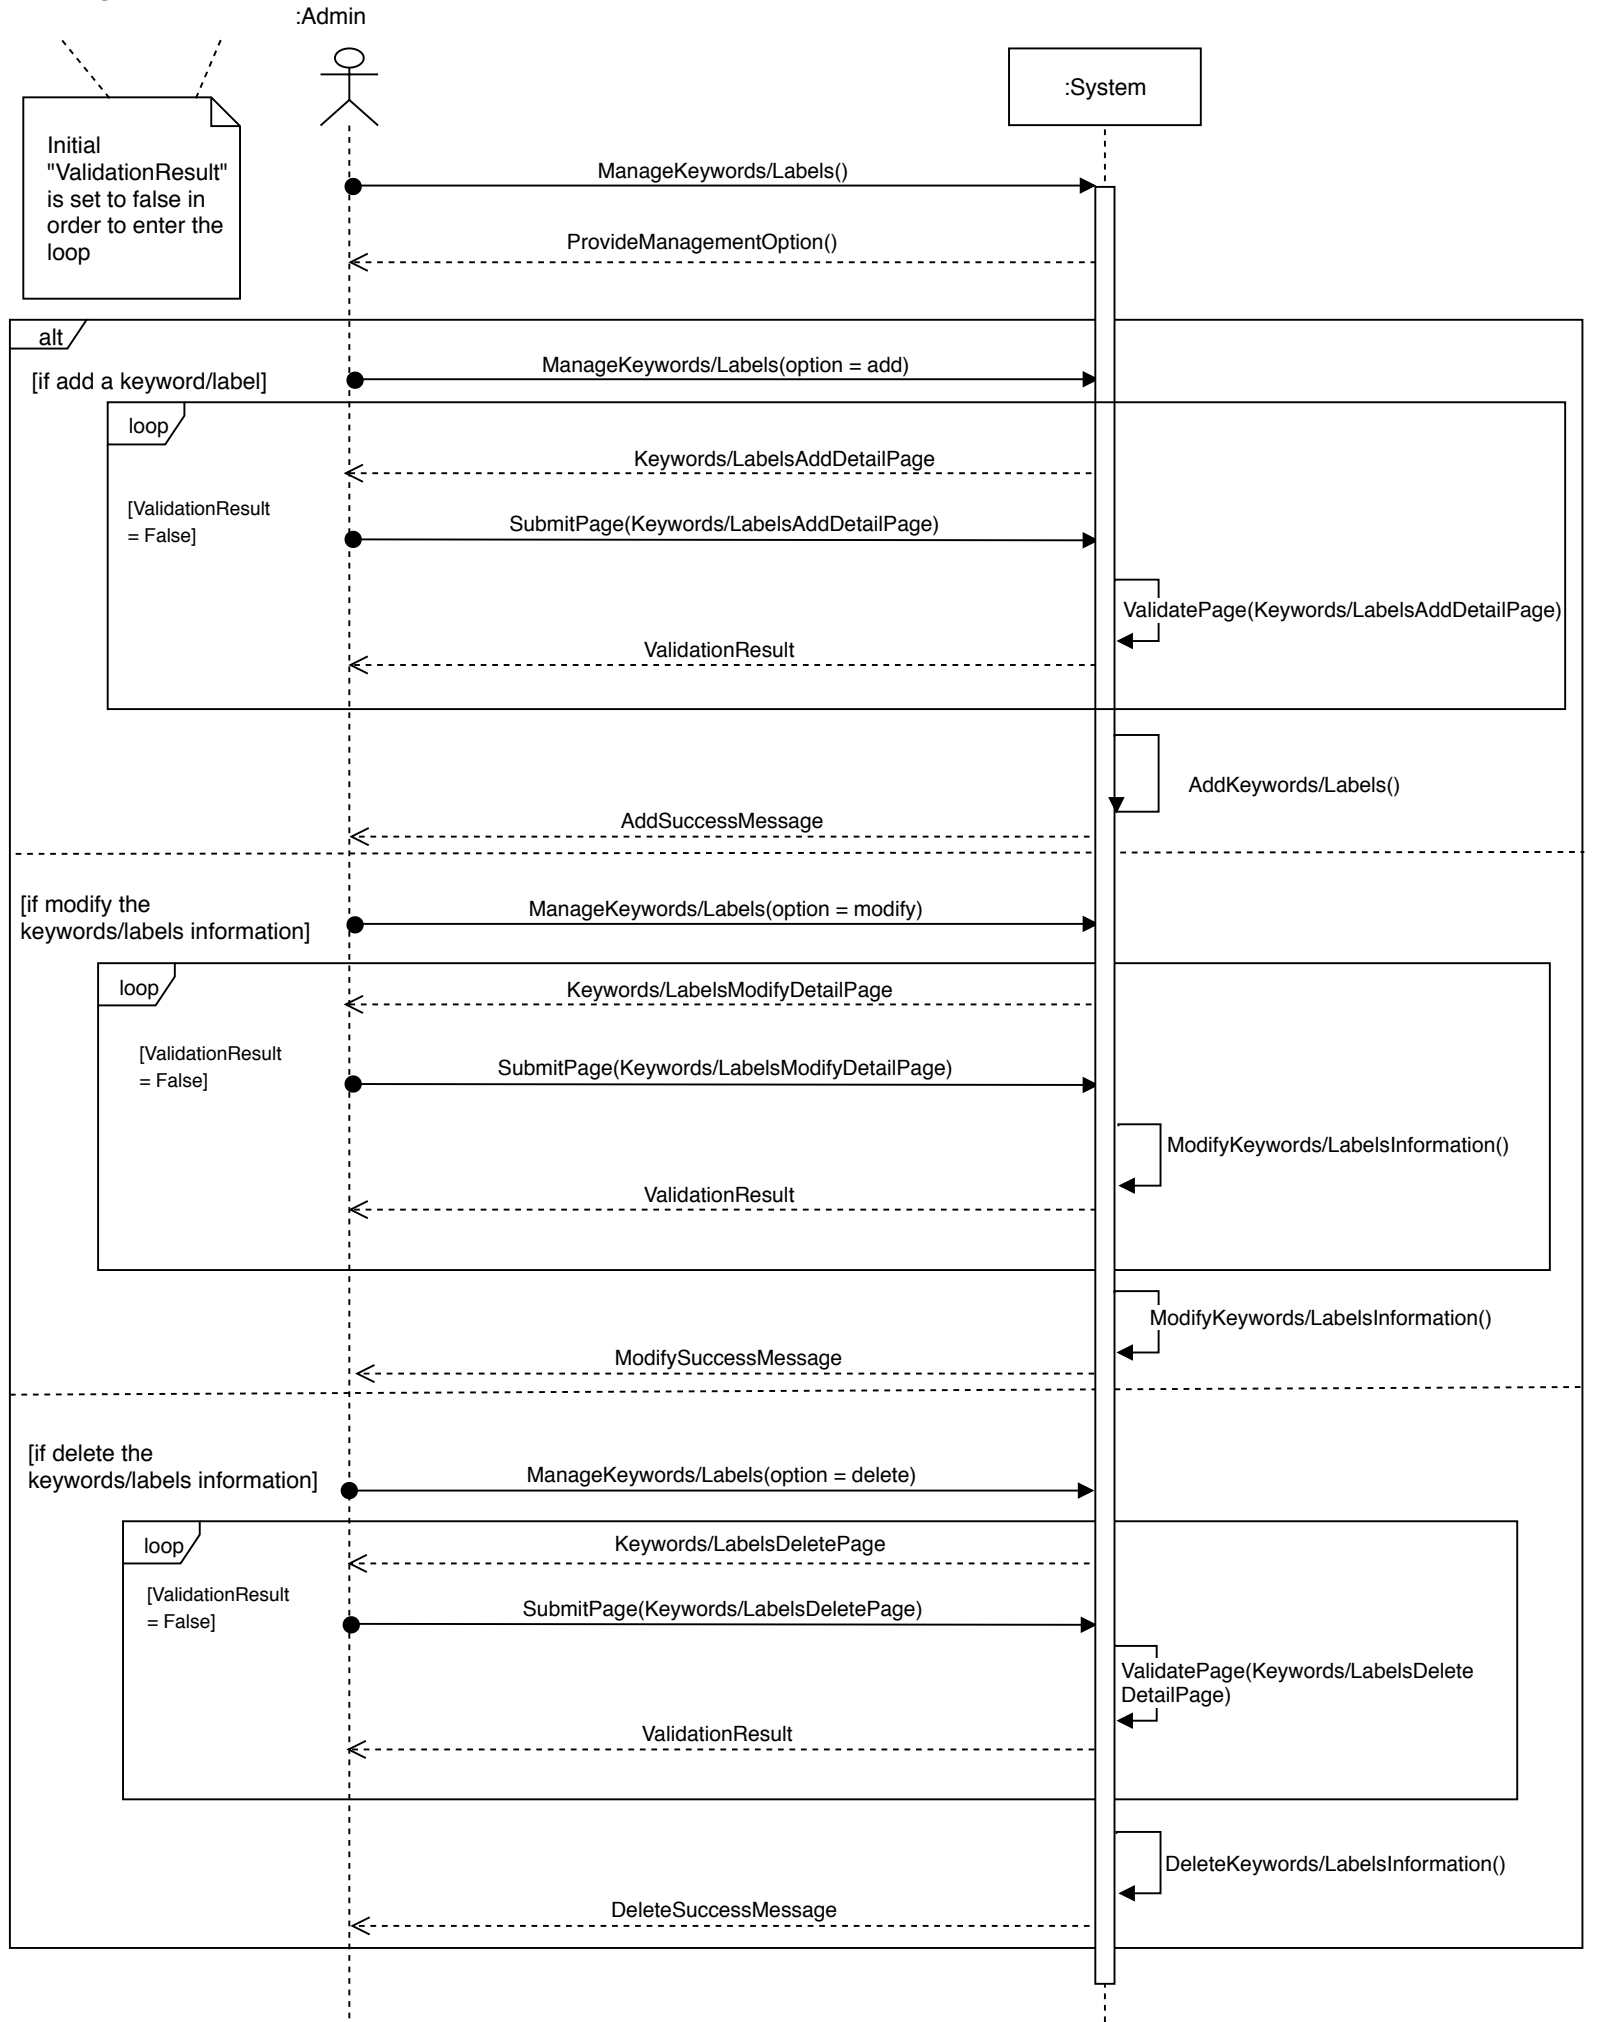 :Admin
:System
Initial
"ValidationResult"
is set to false in
order to enter the
loop
ManageKeywords/Labels()
ProvideManagementOption()
alt
[if add a keyword/label]
ManageKeywords/Labels(option = add)
loop
Keywords/LabelsAddDetailPage
[ValidationResult
= False]
SubmitPage(Keywords/LabelsAddDetailPage)
ValidatePage(Keywords/LabelsAddDetailPage)
ValidationResult
AddKeywords/Labels()
AddSuccessMessage
[if modify the
keywords/labels information]
ManageKeywords/Labels(option = modify)
loop
Keywords/LabelsModifyDetailPage
[ValidationResult
= False]
SubmitPage(Keywords/LabelsModifyDetailPage)
ModifyKeywords/LabelsInformation()
ValidationResult
ModifyKeywords/LabelsInformation()
ModifySuccessMessage
[if delete the
keywords/labels information]
ManageKeywords/Labels(option = delete)
loop
Keywords/LabelsDeletePage
[ValidationResult
= False]
SubmitPage(Keywords/LabelsDeletePage)
ValidatePage(Keywords/LabelsDelete
DetailPage)
ValidationResult
DeleteKeywords/LabelsInformation()
DeleteSuccessMessage